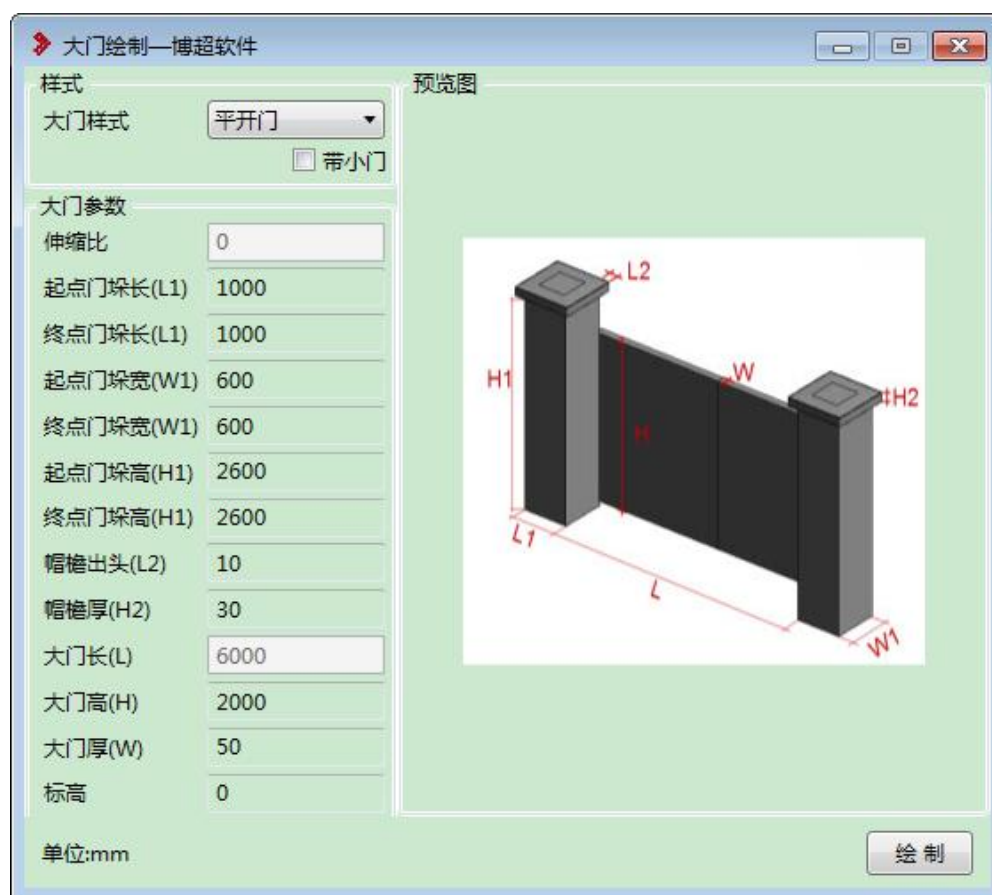 大门绘制—博超软件
样式
大门样式 平开门
带小门
大门参数
伸缩比 0
起点门垛长(L1) 1000
终点门垛长(L1) 1000
起点门垛宽(W1) 600
终点门垛宽(W1) 600
起点门垛高(H1) 2600
终点门垛高(H1) 2600
帽檐出头(L2) 10
帽檐厚(H2) 30
大门长(L) 6000
大门高(H) 2000
大门厚(W) 50
标高 0
预览图
L2
H1
W
H2
H
L1
L
W1
单位:mm
绘 制